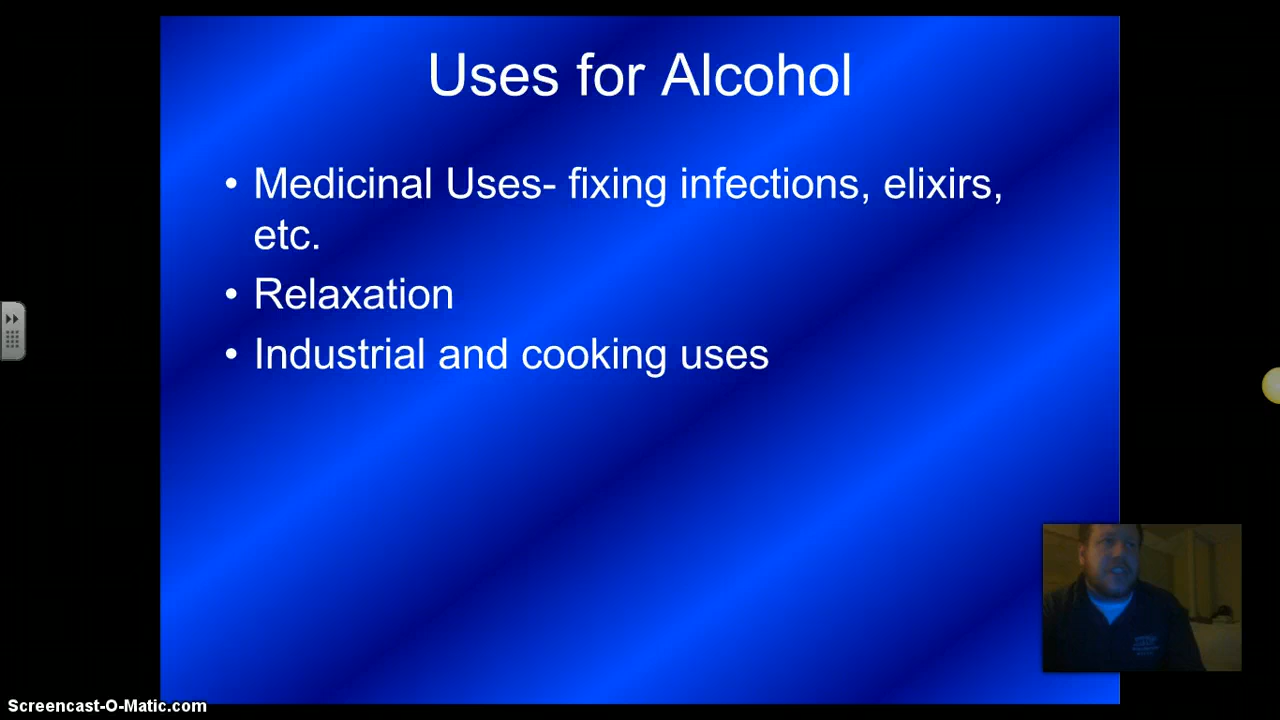 Uses for Alcohol
• Medicinal Uses- fixing infections, elixirs,
etc.
• Relaxation
• Industrial and cooking uses
Screencast-O-Matic.com